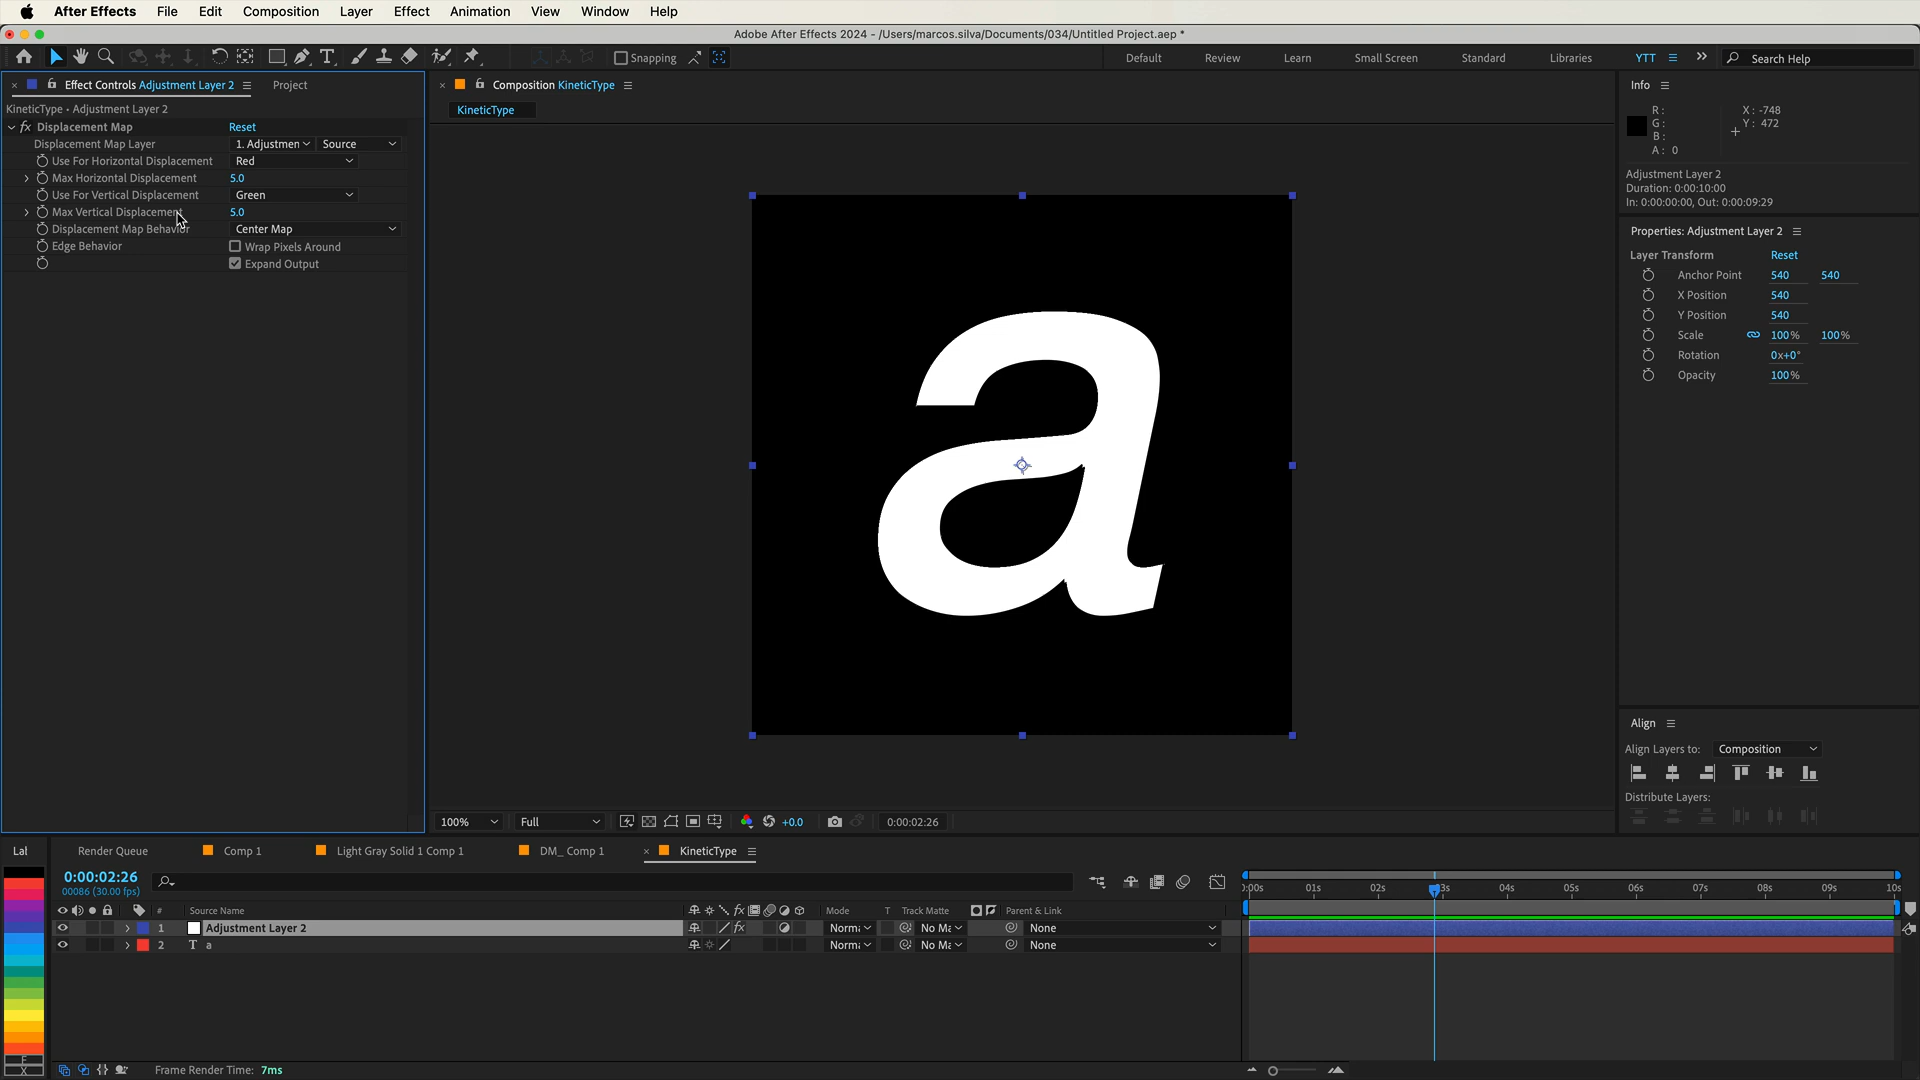 After Effects File Edit Composition Layer Effect Animation View Window Help
Adobe After Effects 2024 - /Users/marcos.silva/Documents/034/Untitled Project.aep *
Snapping Default Review Learn Small Screen Standard Libraries YTT Search Help
Effect Controls Adjustment Layer 2 Project
KineticType • Adjustment Layer 2
fx Displacement Map Reset
Displacement Map Layer 1. Adjustmen Source
Use For Horizontal Displacement Red
Max Horizontal Displacement 5.0
Use For Vertical Displacement Green
Max Vertical Displacement 5.0
Displacement Map Behavior Center Map
Edge Behavior Wrap Pixels Around
Expand Output
Composition KineticType
KineticType
a
100% Full +0.0 0:00:02:26
Info
R: X: -748
G: Y: 472
B:
A: 0
Adjustment Layer 2
Duration: 0:00:10:00
In: 0:00:00:00, Out: 0:00:09:29
Properties: Adjustment Layer 2
Layer Transform Reset
Anchor Point 540 540
X Position 540
Y Position 540
Scale 100% 100%
Rotation 0x+0°
Opacity 100%
Align
Align Layers to: Composition
Distribute Layers:
Lal Render Queue Comp 1 Light Gray Solid 1 Comp 1 DM_ Comp 1 KineticType
0:00:02:26
00086 (30.00 fps)
0:00s 01s 02s 03s 04s 05s 06s 07s 08s 09s 10s
# Source Name fx Mode T Track Matte Parent & Link
1 Adjustment Layer 2 fx Norma No Ma None
2 T a Norma No Ma None
F
X
Frame Render Time: 7ms